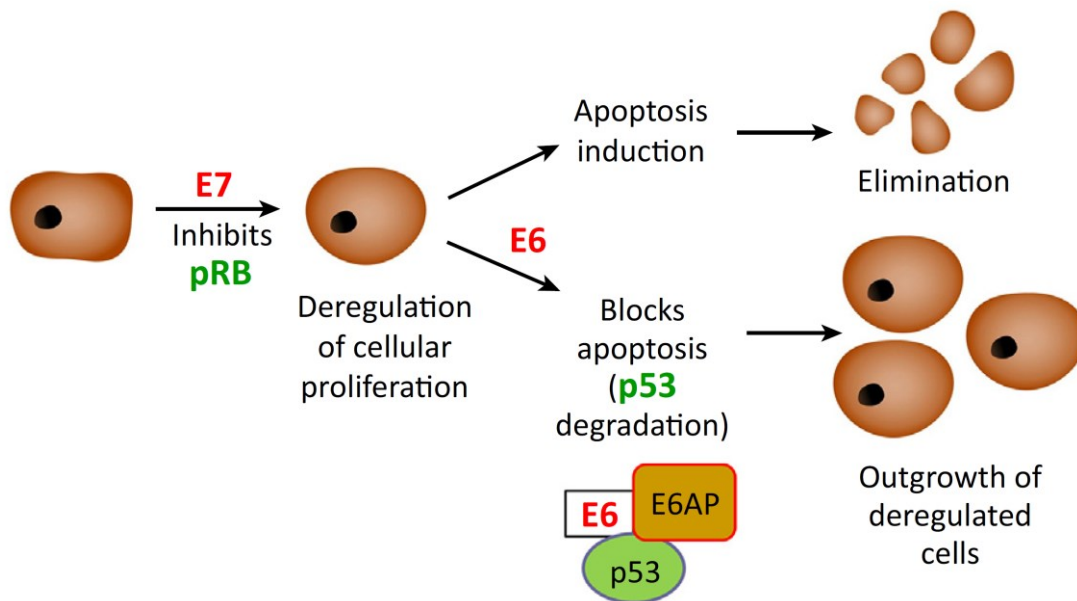 E7
Inhibits
pRB
Deregulation
of cellular
proliferation
Apoptosis
induction
Elimination
E6
Blocks
apoptosis
(p53
degradation)
E6
E6AP
p53
Outgrowth of
deregulated
cells